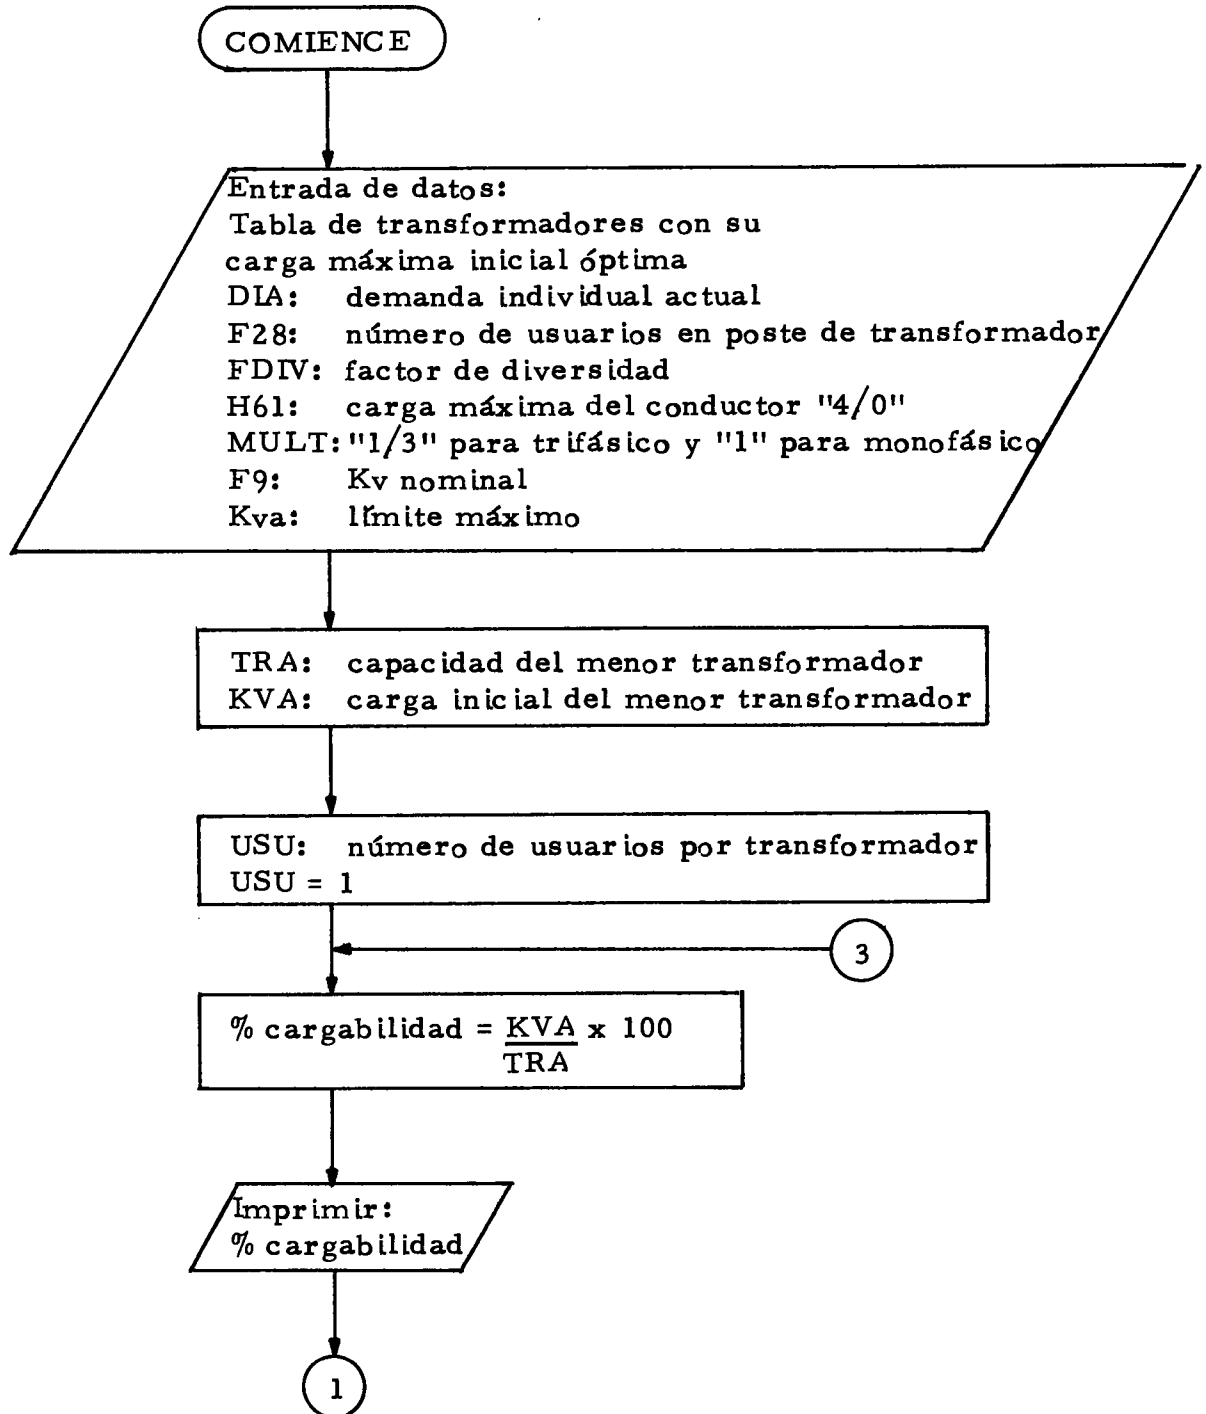 COMIENCE
Entrada de datos:
Tabla de transformadores con su
carga máxima inicial óptima
DIA: demanda individual actual
F28: número de usuarios en poste de transformador
FDIV: factor de diversidad
H61: carga máxima del conductor "4/0"
MULT: "1/3" para trifásico y "1" para monofásico
F9: Kv nominal
Kva: límite máximo
TRA: capacidad del menor transformador
KVA: carga inicial del menor transformador
USU: número de usuarios por transformador
USU = 1
3
% cargabilidad = KVA x 100
TRA
Imprimir:
% cargabilidad
1